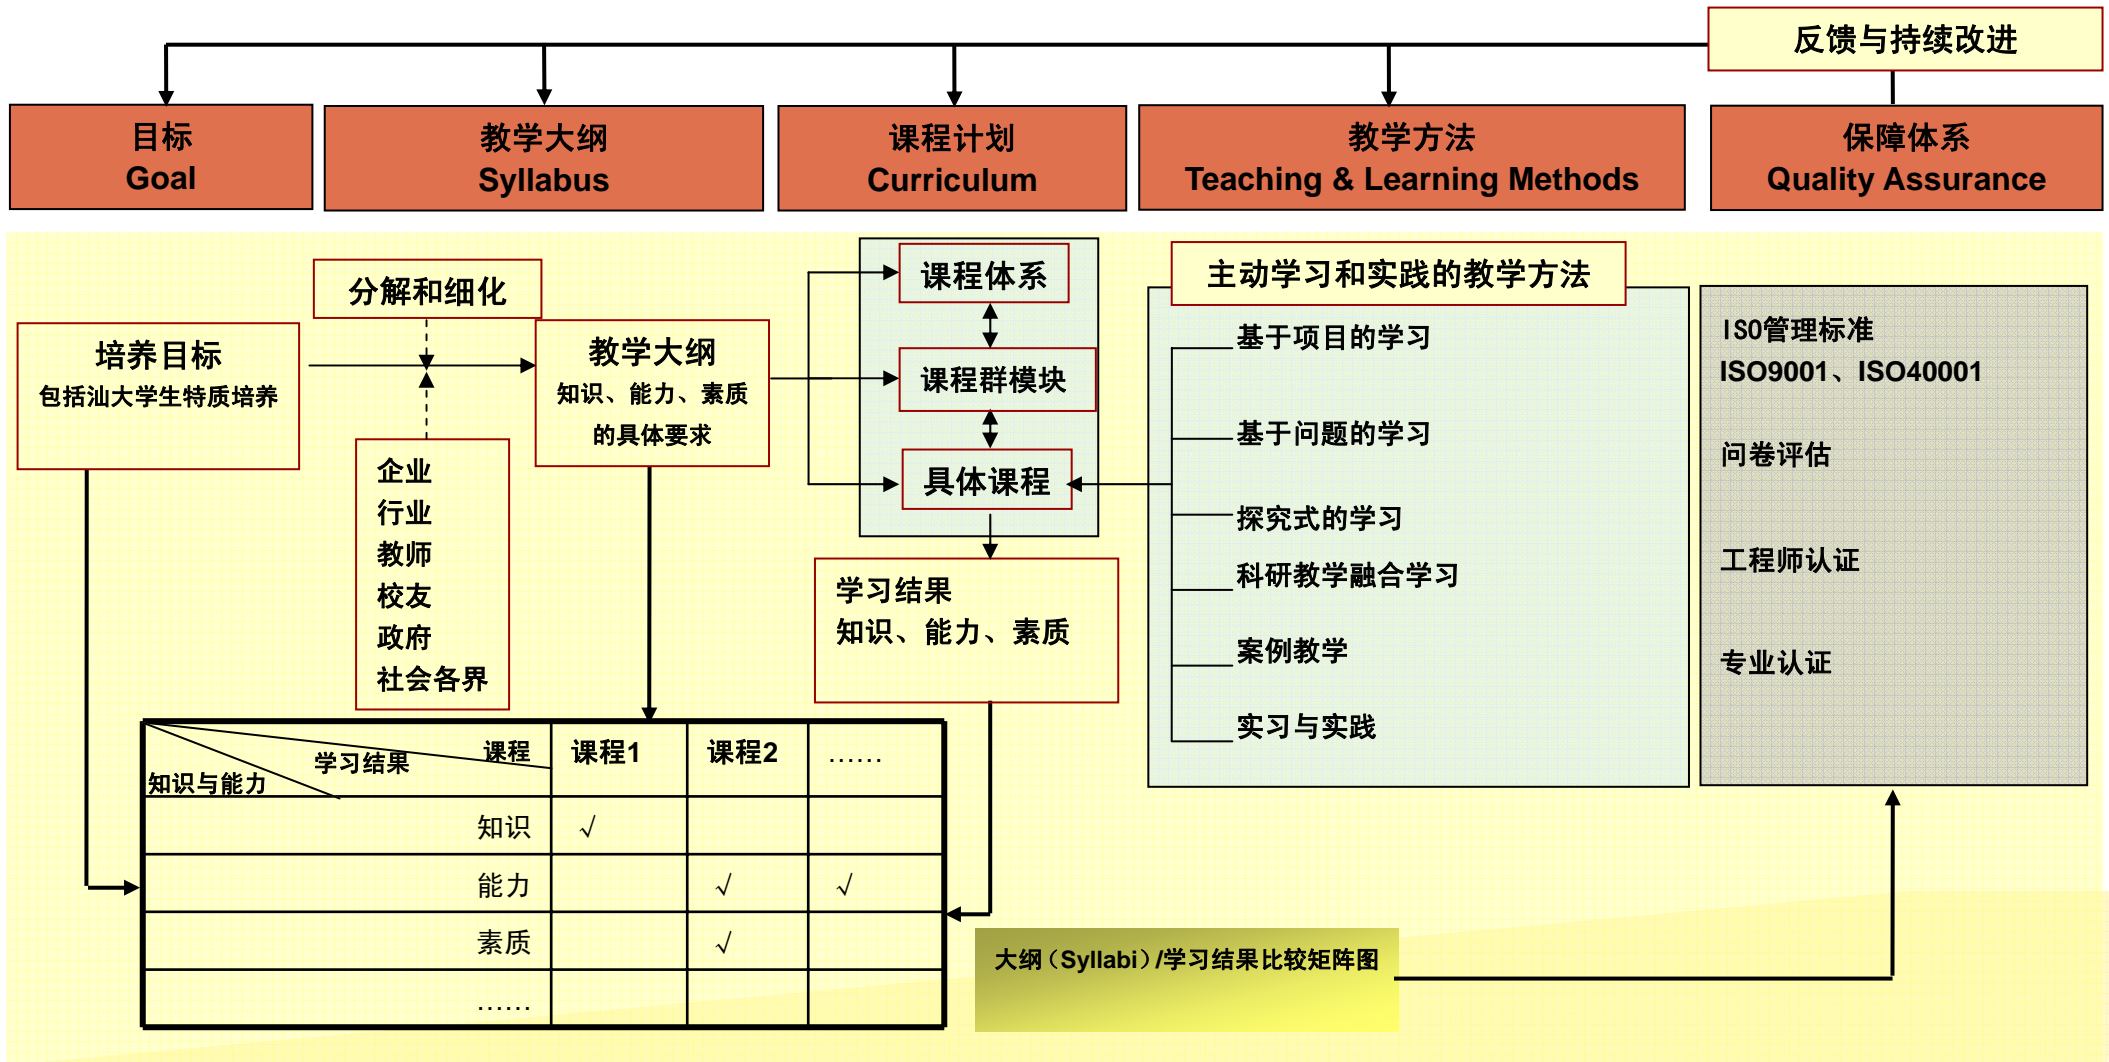 反馈与持续改进
目标
Goal
教学大纲
Syllabus
课程计划
Curriculum
教学方法
Teaching & Learning Methods
保障体系
Quality Assurance
分解和细化
培养目标
包括汕大学生特质培养
企业
行业
教师
校友
政府
社会各界
教学大纲
知识、能力、素质
的具体要求
课程体系
课程群模块
具体课程
学习结果
知识、能力、素质
主动学习和实践的教学方法
基于项目的学习
基于问题的学习
探究式的学习
科研教学融合学习
案例教学
实习与实践
ISO管理标准
ISO9001、ISO40001
问卷评估
工程师认证
专业认证
课程
学习结果
知识与能力
课程1
课程2
……
知识 √
能力 √ √
素质 √
……
大纲（Syllabi）/学习结果比较矩阵图